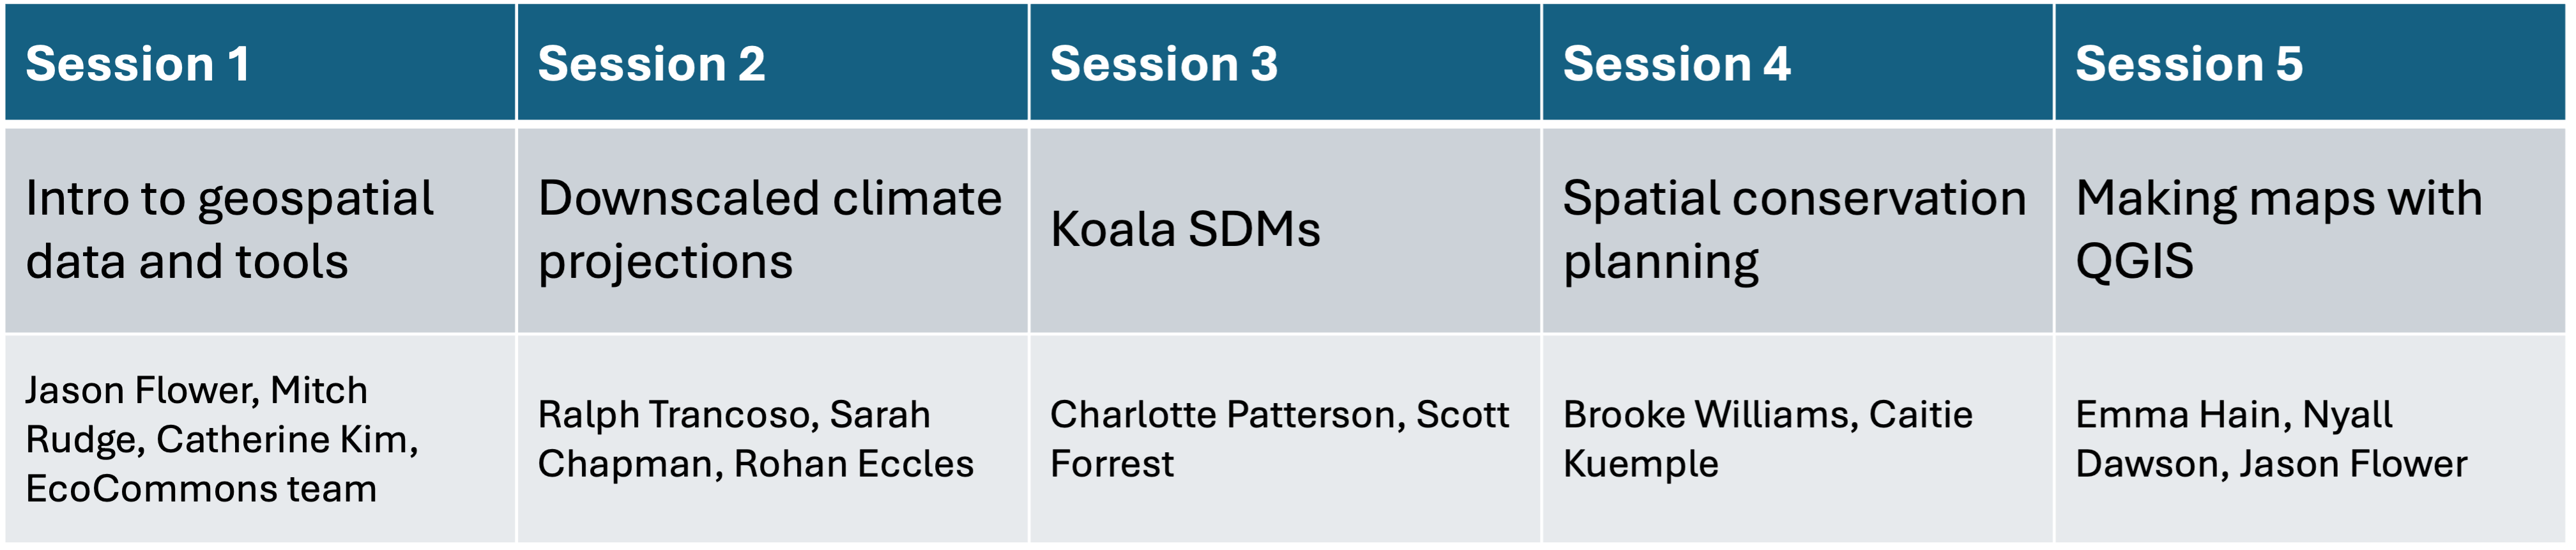 Session 1
Session 2
Session 3
Session 4
Session 5
Intro to geospatial
data and tools
Downscaled climate
projections
Koala SDMs
Spatial conservation
planning
Making maps with
QGIS
Jason Flower, Mitch
Rudge, Catherine Kim,
EcoCommons team
Ralph Trancoso, Sarah
Chapman, Rohan Eccles
Charlotte Patterson, Scott
Forrest
Brooke Williams, Caitie
Kuemple
Emma Hain, Nyall
Dawson, Jason Flower